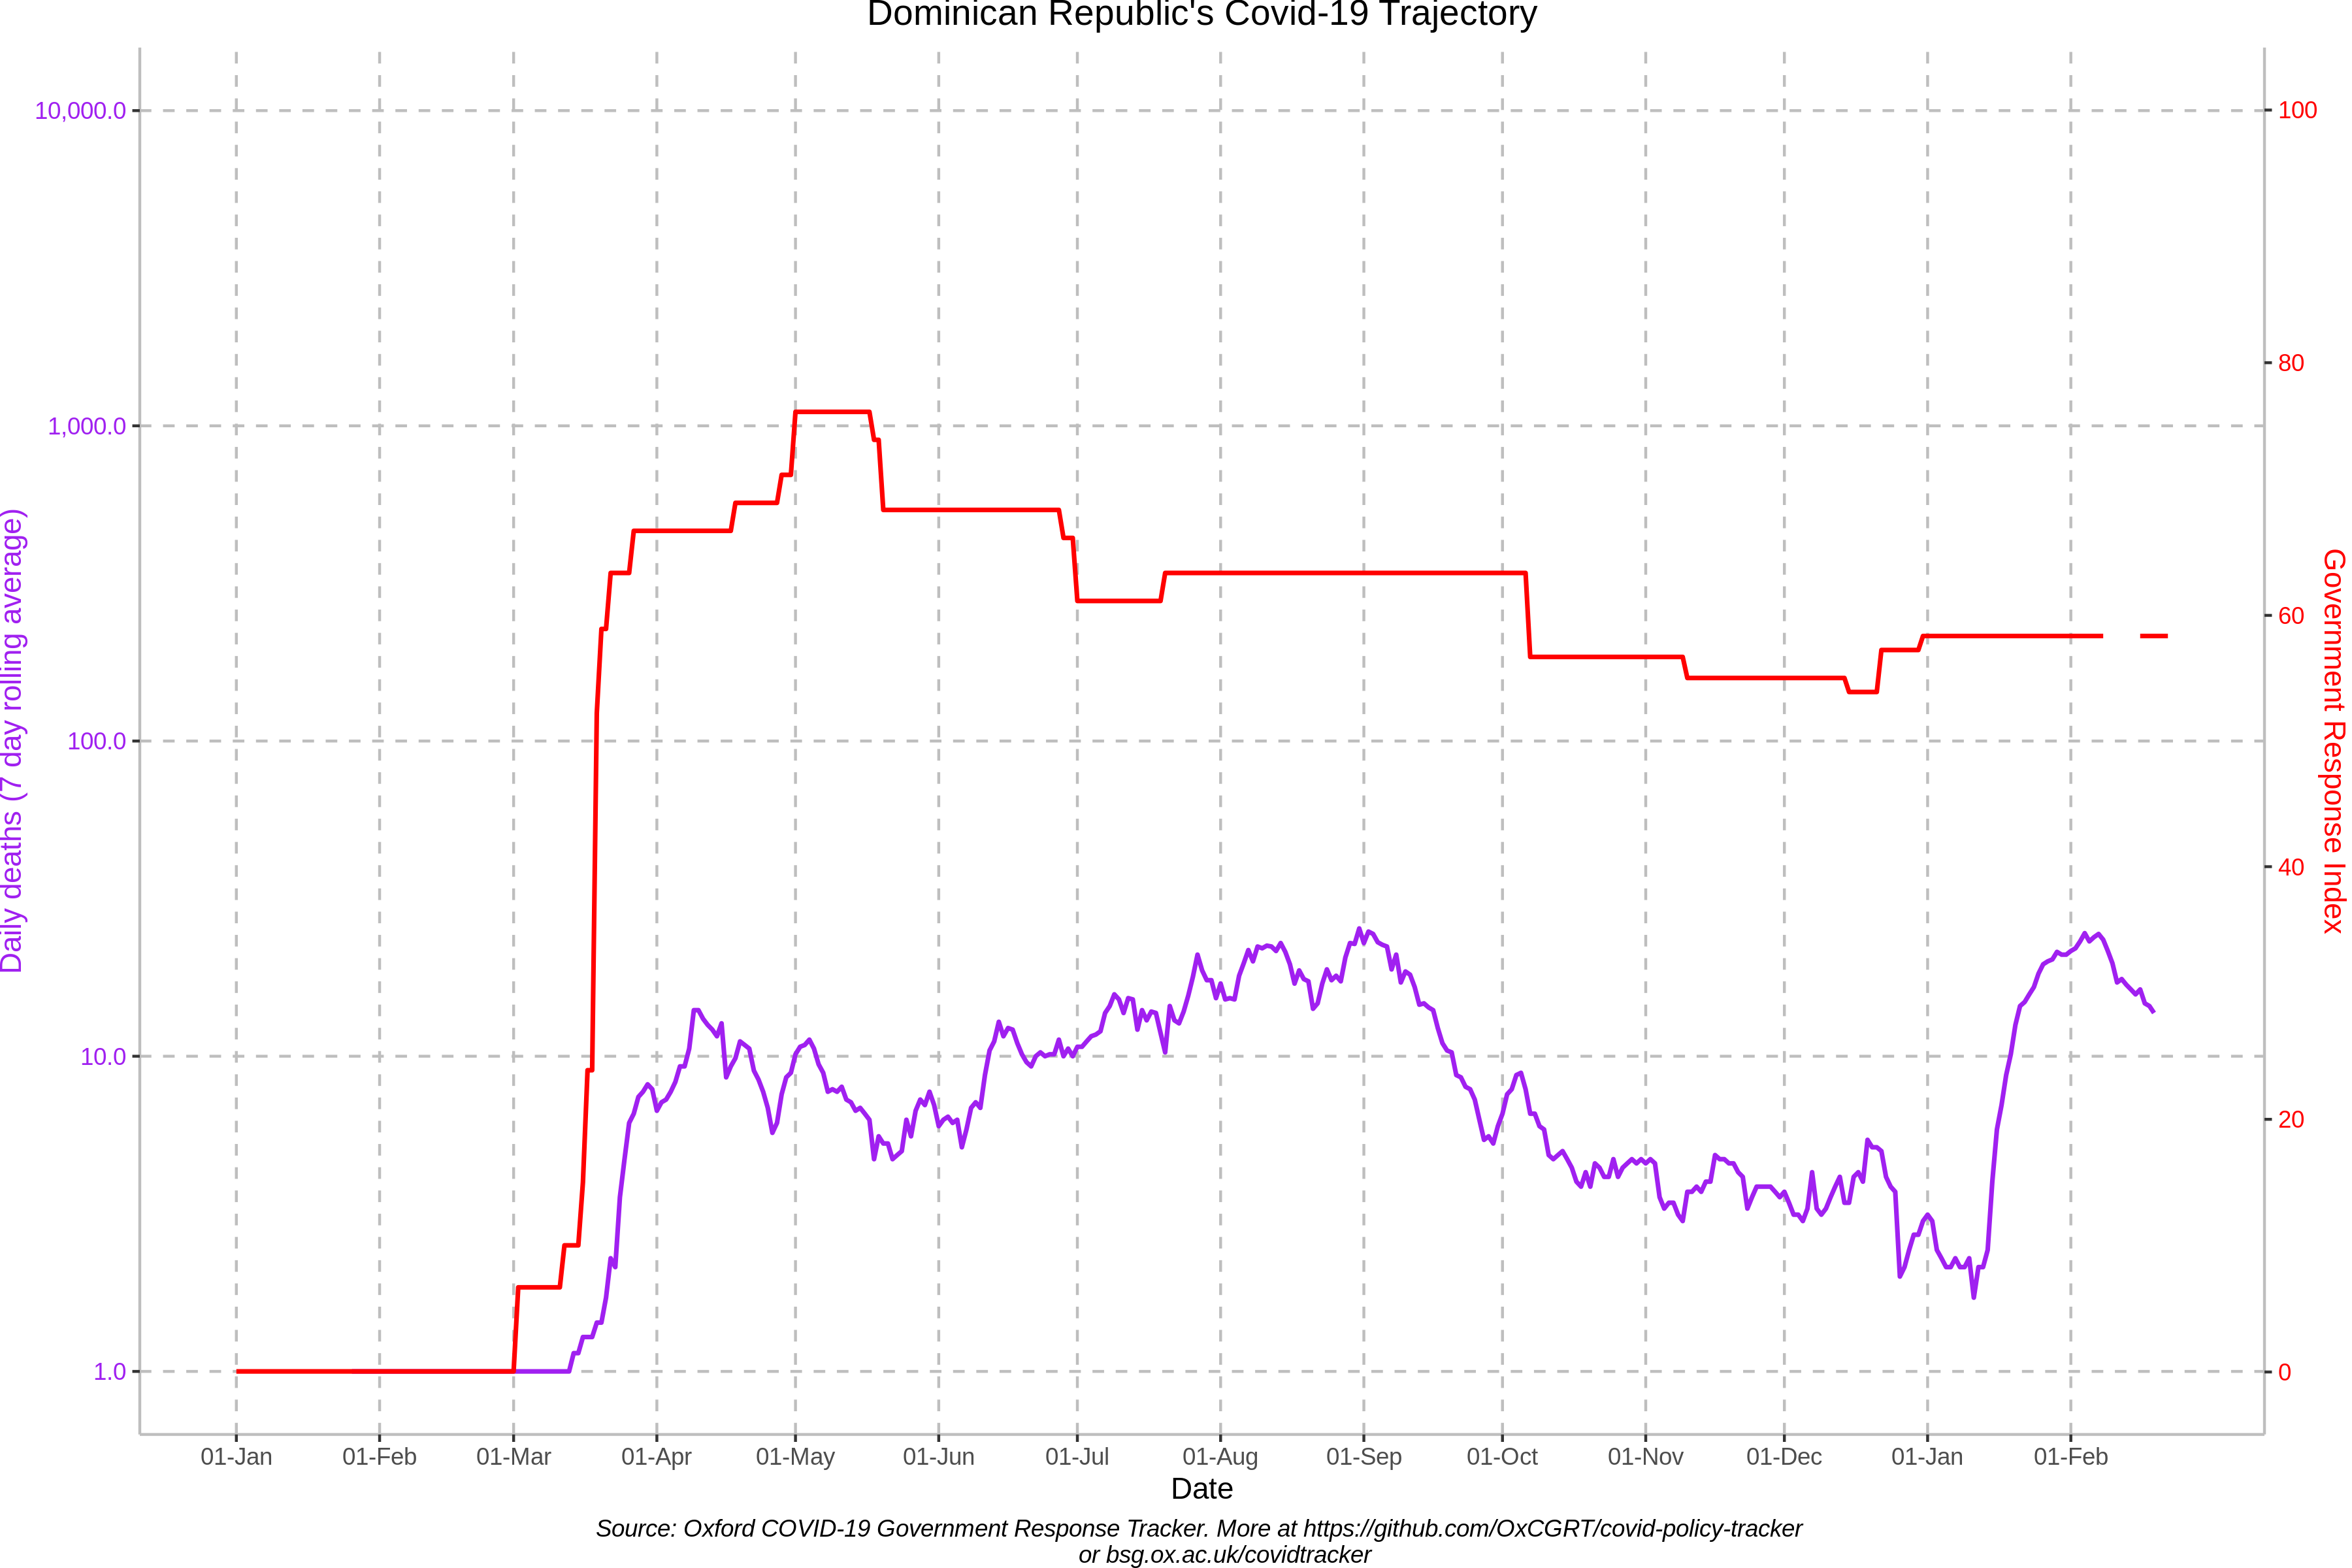 Dominican Republic's Covid-19 Trajectory
10,000.0
1,000.0
100.0
10.0
1.0
Daily deaths (7 day rolling average)
100
80
60
40
20
0
Government Response Index
01-Jan 01-Feb 01-Mar 01-Apr 01-May 01-Jun 01-Jul 01-Aug 01-Sep 01-Oct 01-Nov 01-Dec 01-Jan 01-Feb
Date
Source: Oxford COVID-19 Government Response Tracker. More at https://github.com/OxCGRT/covid-policy-tracker
or bsg.ox.ac.uk/covidtracker